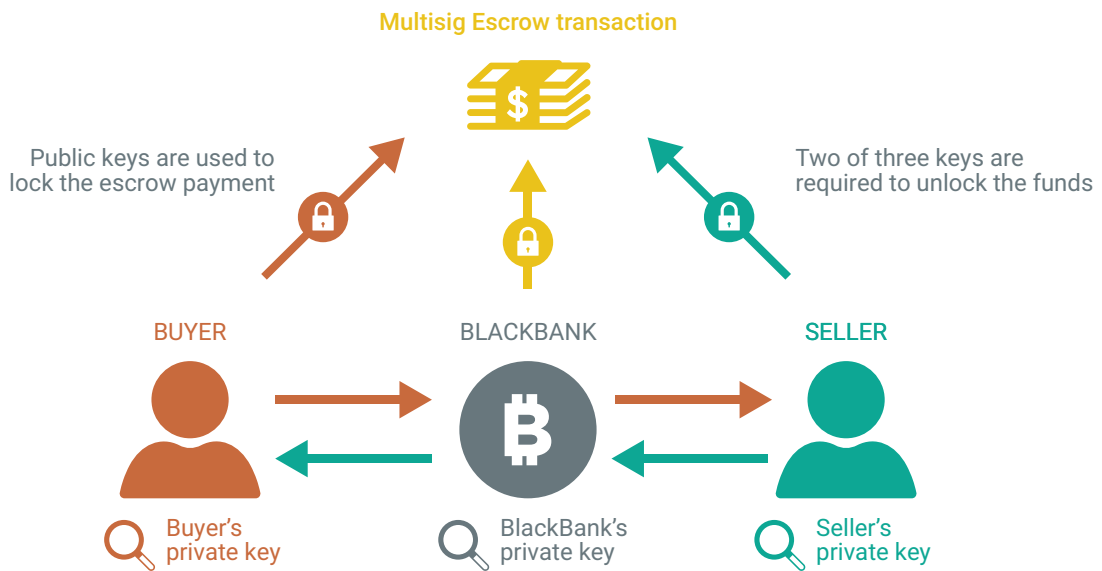 Multisig Escrow transaction
$
Public keys are used to
lock the escrow payment
Two of three keys are
required to unlock the funds
BUYER
BLACKBANK
SELLER
Buyer's
private key
BlackBank's
private key
Seller's
private key